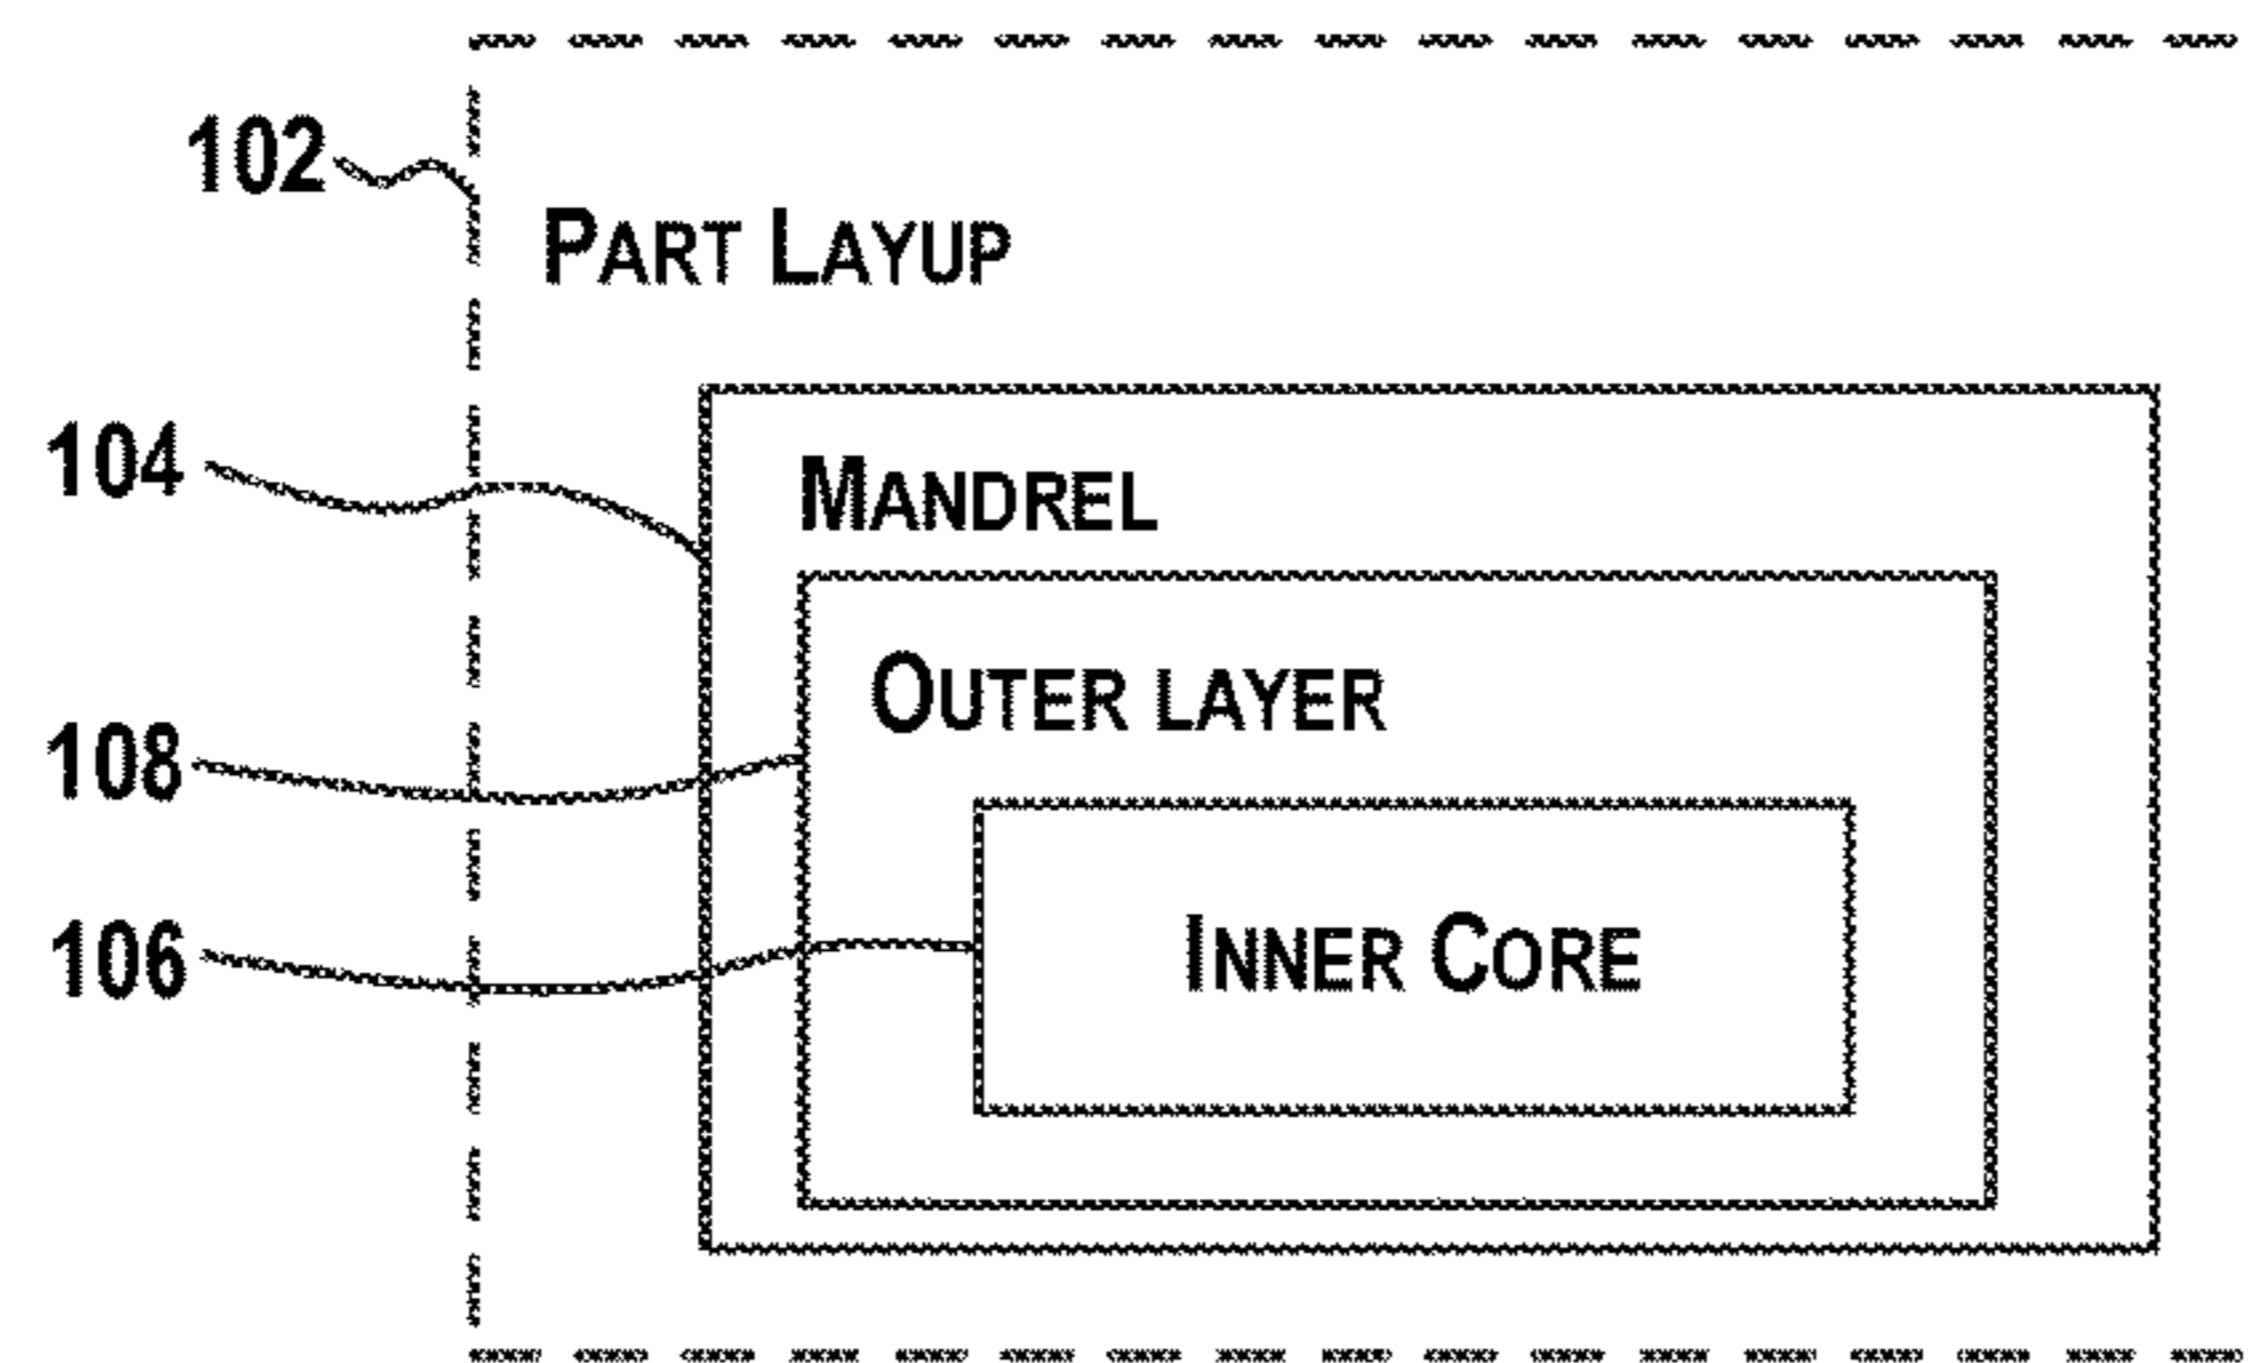 102
PART LAYUP
104
MANDREL
OUTER LAYER
108
106
INNER CORE